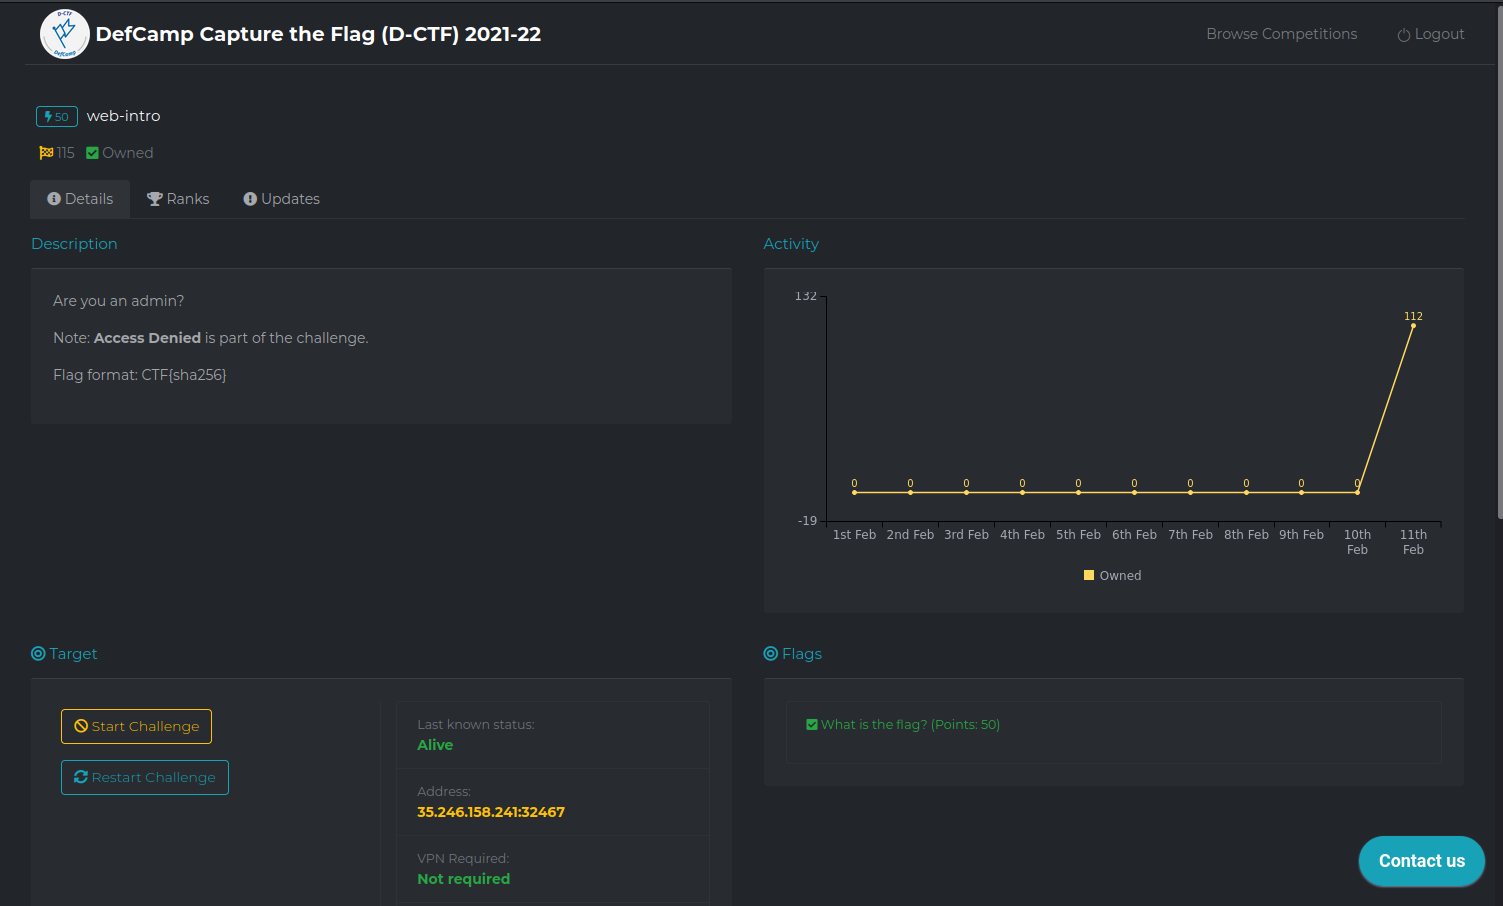 D-CTF
DefCamp
DefCamp Capture the Flag (D-CTF) 2021-22
Browse Competitions
Logout
50
web-intro
115
Owned
Details
Ranks
Updates
Description
Are you an admin?
Note: Access Denied is part of the challenge.
Flag format: CTF{sha256}
Activity
132
112
0 0 0 0 0 0 0 0 0 0
-19
1st Feb 2nd Feb 3rd Feb 4th Feb 5th Feb 6th Feb 7th Feb 8th Feb 9th Feb 10th Feb 11th Feb
Owned
Target
Start Challenge
Restart Challenge
Last known status:
Alive
Address:
35.246.158.241:32467
VPN Required:
Not required
Flags
What is the flag? (Points: 50)
Contact us